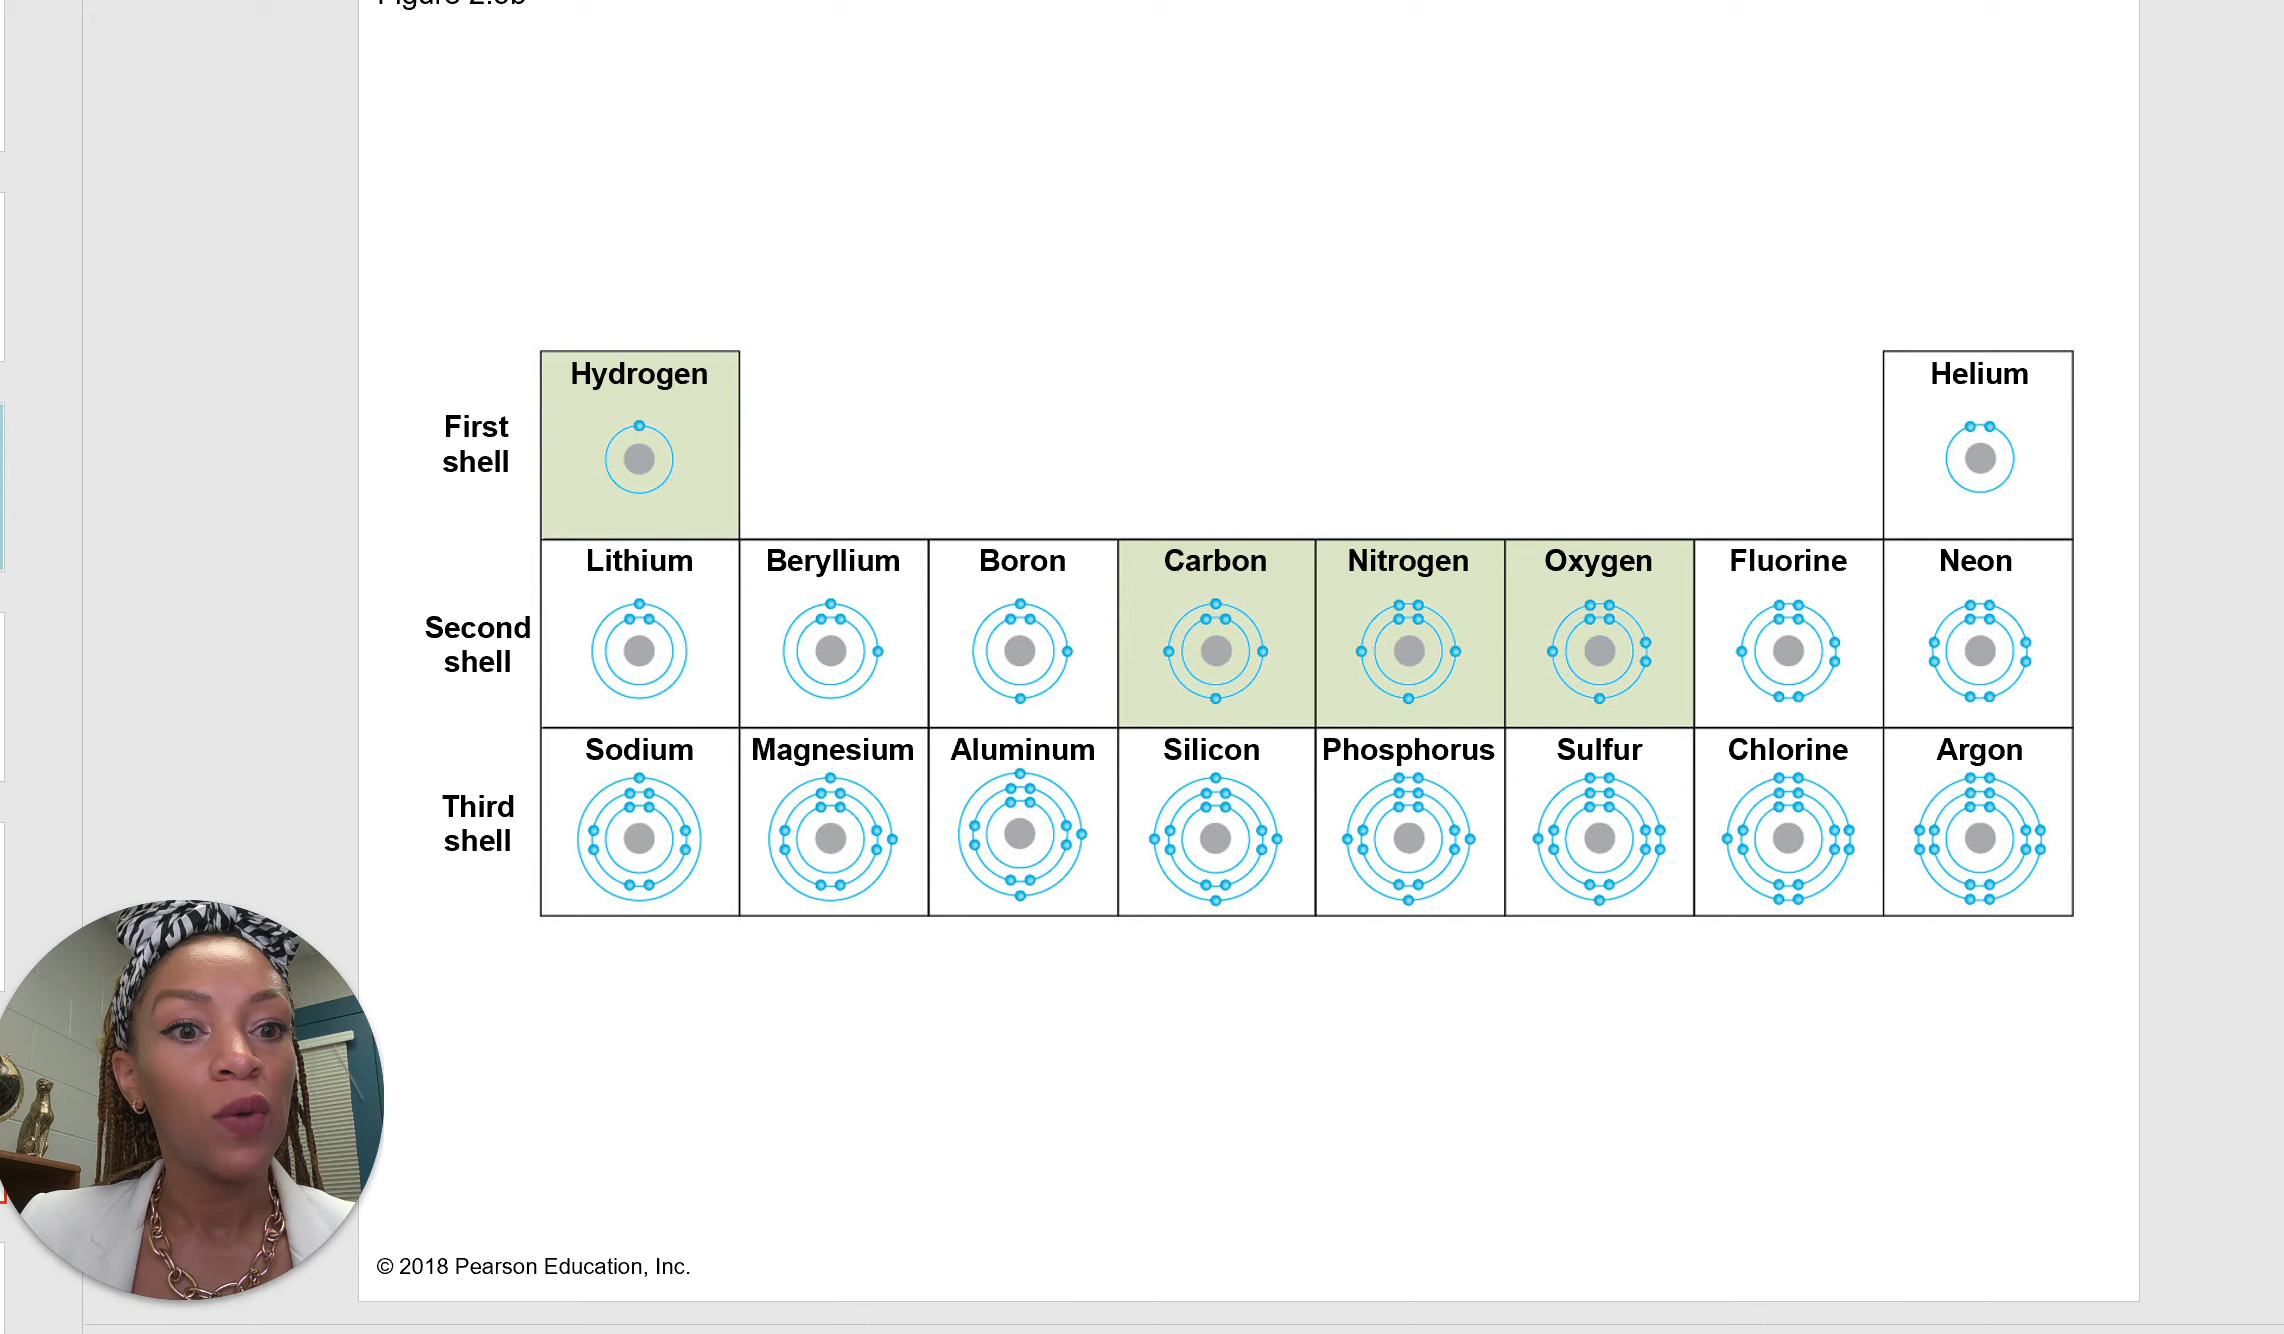 Hydrogen
Helium
First
shell
Lithium
Beryllium
Boron
Carbon
Nitrogen
Oxygen
Fluorine
Neon
Second
shell
Sodium
Magnesium
Aluminum
Silicon
Phosphorus
Sulfur
Chlorine
Argon
Third
shell
© 2018 Pearson Education, Inc.